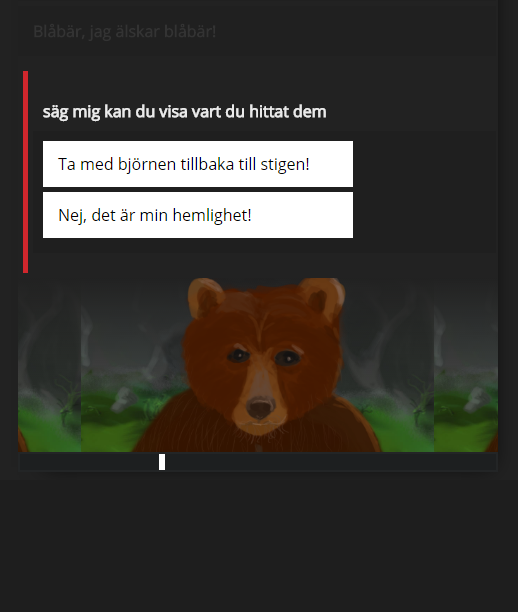 Blåbär, jag älskar blåbär!
säg mig kan du visa vart du hittat dem
Ta med björnen tillbaka till stigen!
Nej, det är min hemlighet!